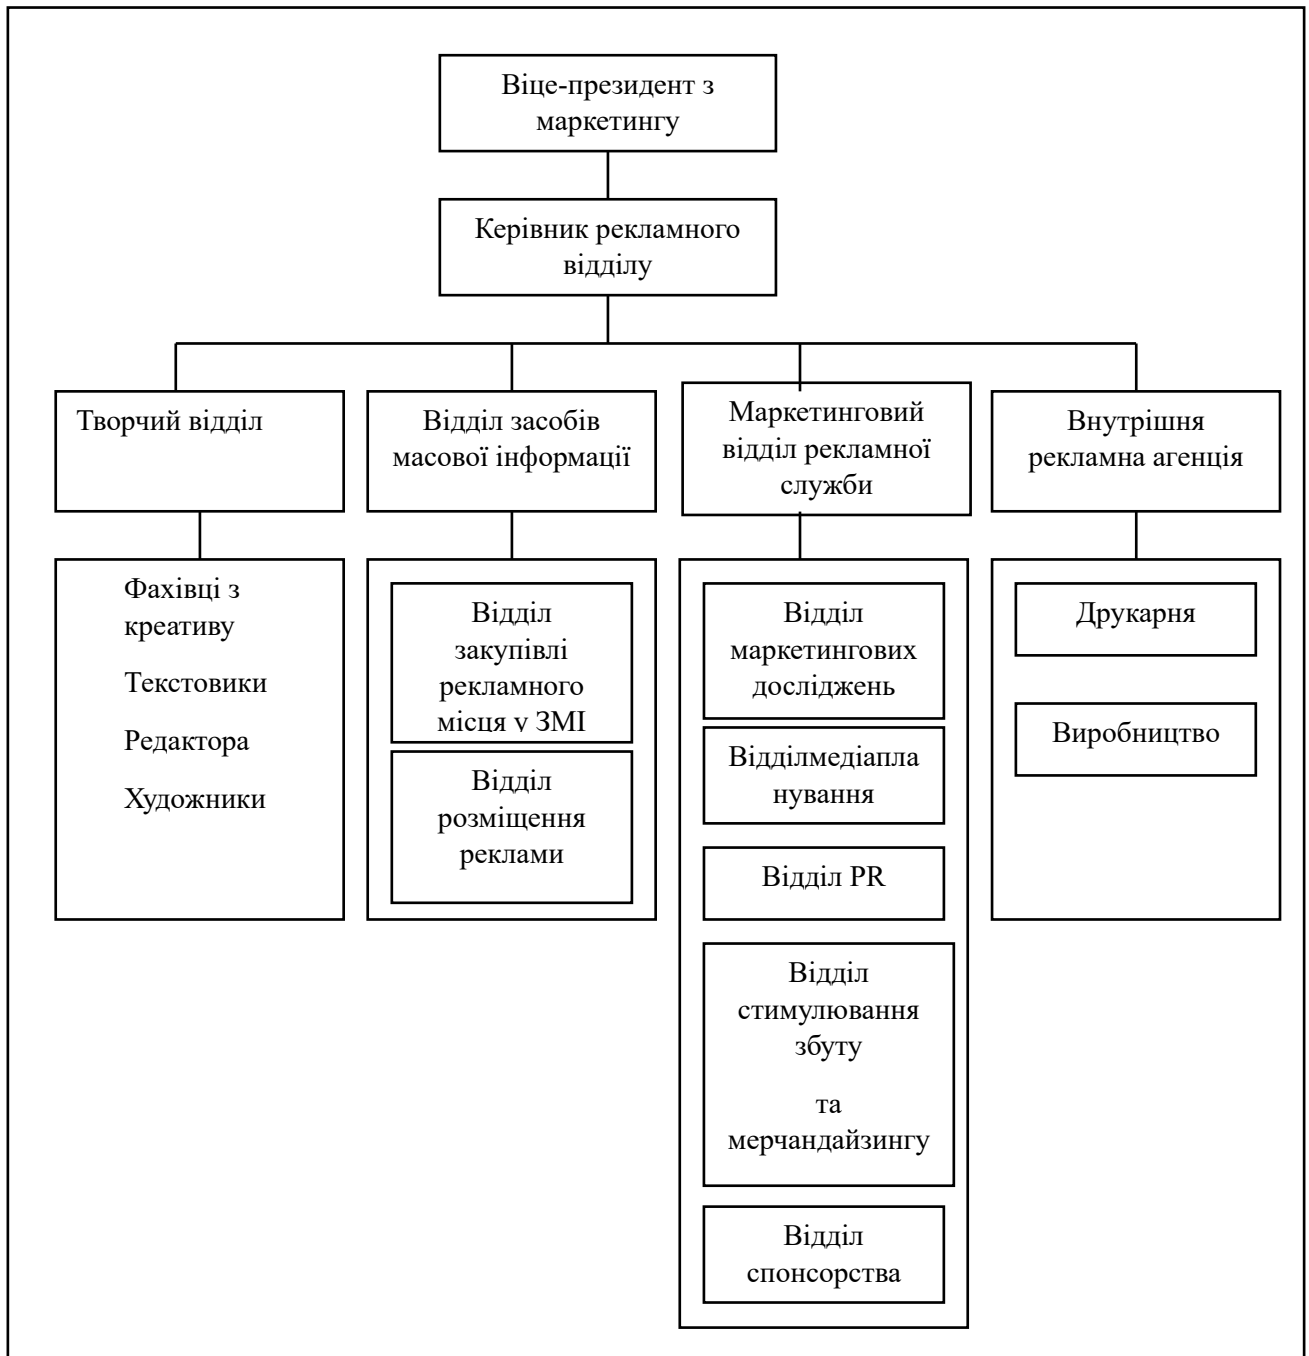 Віце-президент з
маркетингу
Керівник рекламного
відділу
Творчий відділ
Відділ засобів
масової інформації
Маркетинговий
відділ рекламної
служби
Внутрішня
рекламна агенція
Фахівці з
креативу
Текстовики
Редактора
Художники
Відділ
закупівлі
рекламного
місця у ЗМІ
Відділ
розміщення
реклами
Відділ
маркетингових
досліджень
Відділмедіапла
нування
Відділ PR
Відділ
стимулювання
збуту
та
мерчандайзингу
Відділ
спонсорства
Друкарня
Виробництво